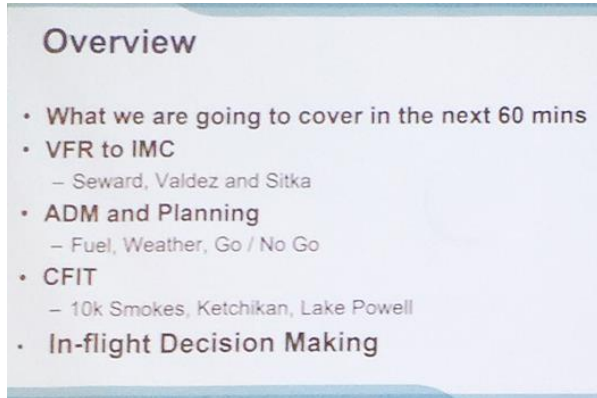 Overview
• What we are going to cover in the next 60 mins
• VFR to IMC
– Seward, Valdez and Sitka
• ADM and Planning
– Fuel, Weather, Go / No Go
• CFIT
– 10k Smokes, Ketchikan, Lake Powell
• In-flight Decision Making